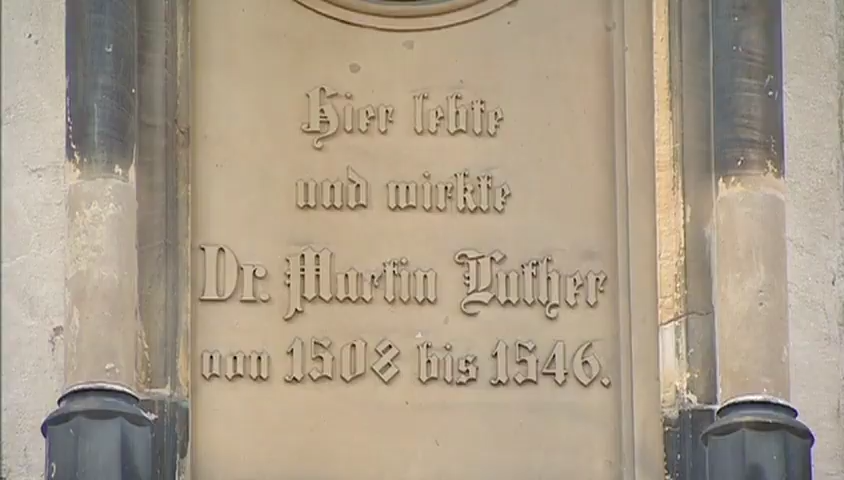 Hier lebte
und wirkte
Dr. Martin Luther
von 1508 bis 1546.